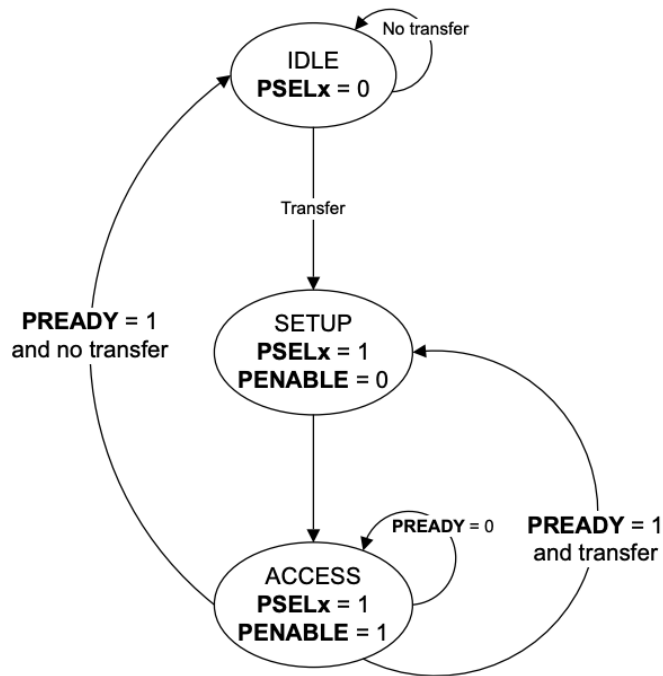 No transfer
IDLE
PSELx = 0
Transfer
SETUP
PSELx = 1
PENABLE = 0
PREADY = 1
and no transfer
PREADY = 0
PREADY = 1
and transfer
ACCESS
PSELx = 1
PENABLE = 1